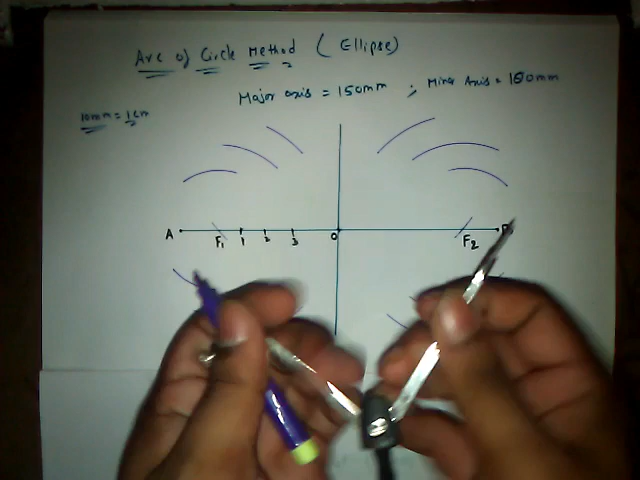 Arc of Circle Method (Ellipse)
Major axis = 150mm ; Minor Axis = 100mm
10mm = 1cm
A F1 1 2 3 O F2 B